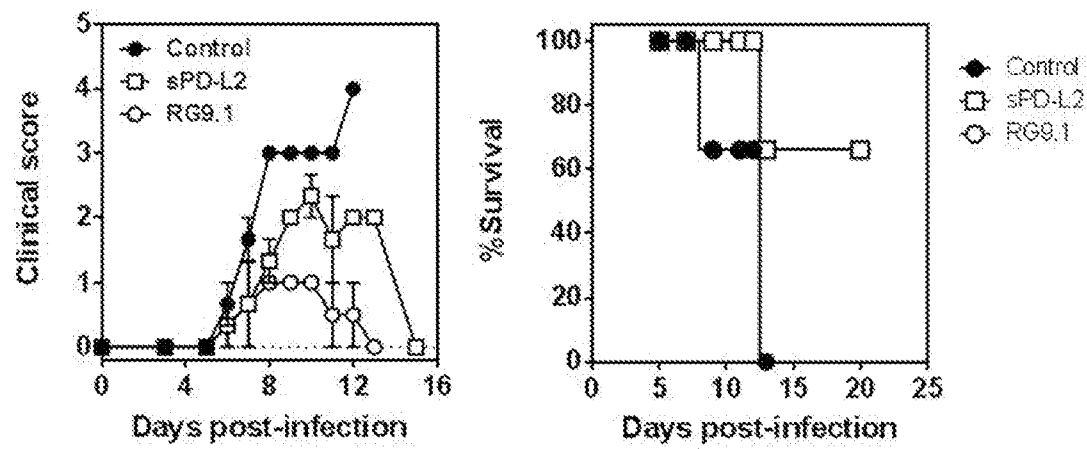 5
4
3
2
1
0
Clinical score
Control
sPD-L2
RG9.1
0 4 8 12 16
Days post-infection
100
80
60
40
20
0
%Survival
Control
sPD-L2
RG9.1
0 5 10 15 20 25
Days post-infection